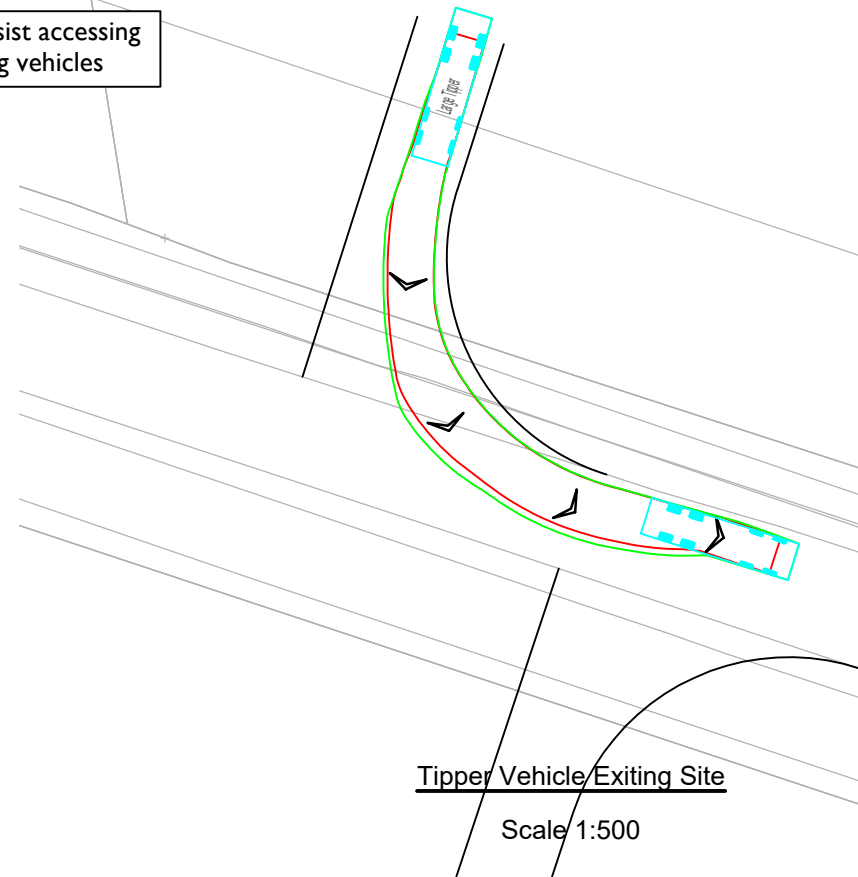 sist accessing
g vehicles
Large Tipper
Tipper Vehicle Exiting Site
Scale 1:500